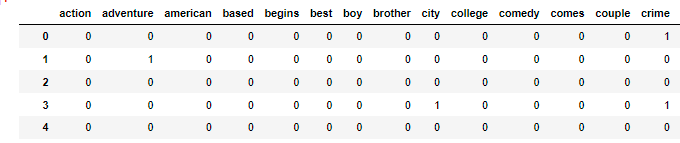 action adventure american based begins best boy brother city college comedy comes couple crime
0 0 0 0 0 0 0 0 0 0 0 0 0 0 1
1 0 1 0 0 0 0 0 0 0 0 0 0 0 0
2 0 0 0 0 0 0 0 0 0 0 0 0 0 0
3 0 0 0 0 0 0 0 0 1 0 0 0 0 1
4 0 0 0 0 0 0 0 0 0 0 0 0 0 0